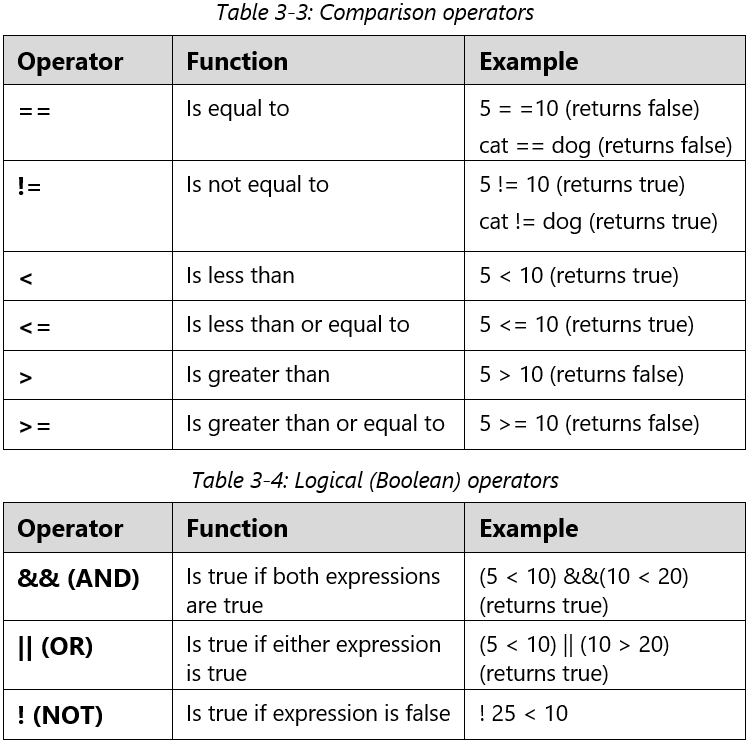 Table 3-3: Comparison operators
Operator Function Example
== Is equal to 5 = =10 (returns false)
cat == dog (returns false)
!= Is not equal to 5 != 10 (returns true)
cat != dog (returns true)
< Is less than 5 < 10 (returns true)
<= Is less than or equal to 5 <= 10 (returns true)
> Is greater than 5 > 10 (returns false)
>= Is greater than or equal to 5 >= 10 (returns false)
Table 3-4: Logical (Boolean) operators
Operator Function Example
&& (AND) Is true if both expressions (5 < 10) &&(10 < 20)
are true (returns true)
|| (OR) Is true if either expression (5 < 10) || (10 > 20)
is true (returns true)
! (NOT) Is true if expression is false ! 25 < 10